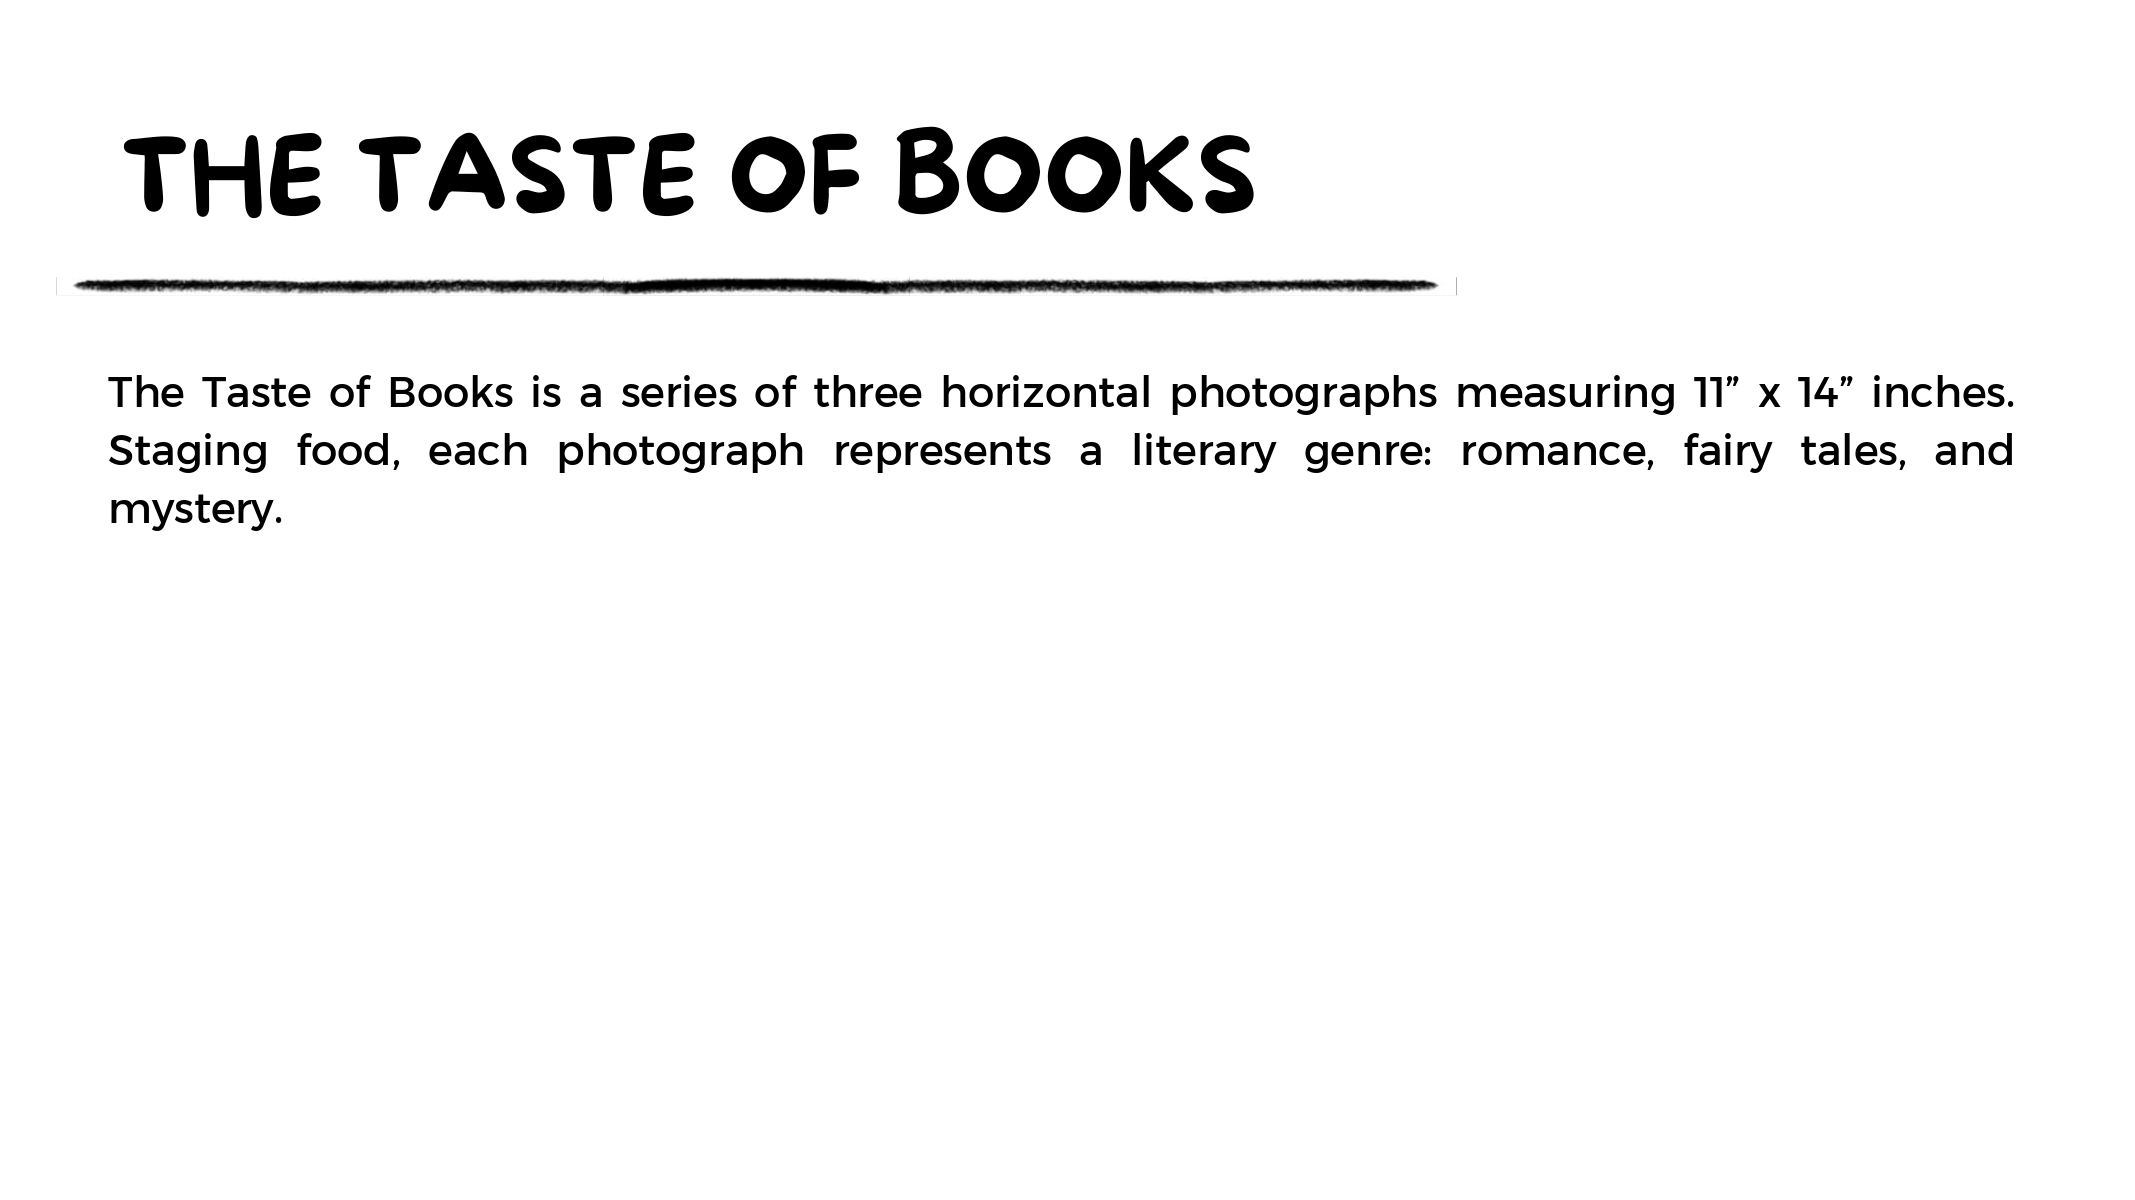 THE TASTE OF BOOKS
The Taste of Books is a series of three horizontal photographs measuring 11” x 14” inches.
Staging food, each photograph represents a literary genre: romance, fairy tales, and
mystery.